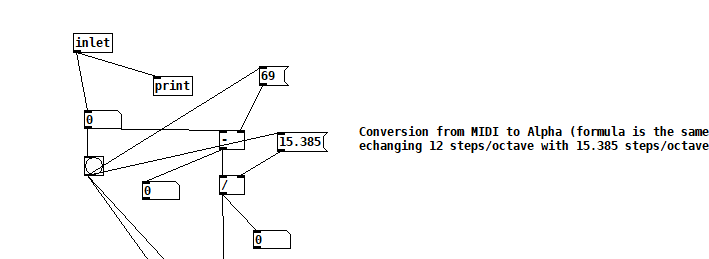 inlet
print
69
0
-
15.385
Conversion from MIDI to Alpha (formula is the same
echanging 12 steps/octave with 15.385 steps/octave
0
/
0